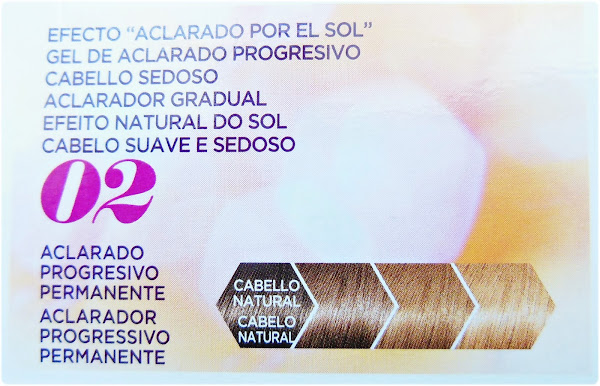 EFECTO “ACLARADO POR EL SOL”
GEL DE ACLARADO PROGRESIVO
CABELLO SEDOSO
ACLARADOR GRADUAL
EFEITO NATURAL DO SOL
CABELO SUAVE E SEDOSO
02
ACLARADO
PROGRESIVO
PERMANENTE
ACLARADOR
PROGRESSIVO
PERMANENTE
CABELLO
NATURAL
CABELO
NATURAL